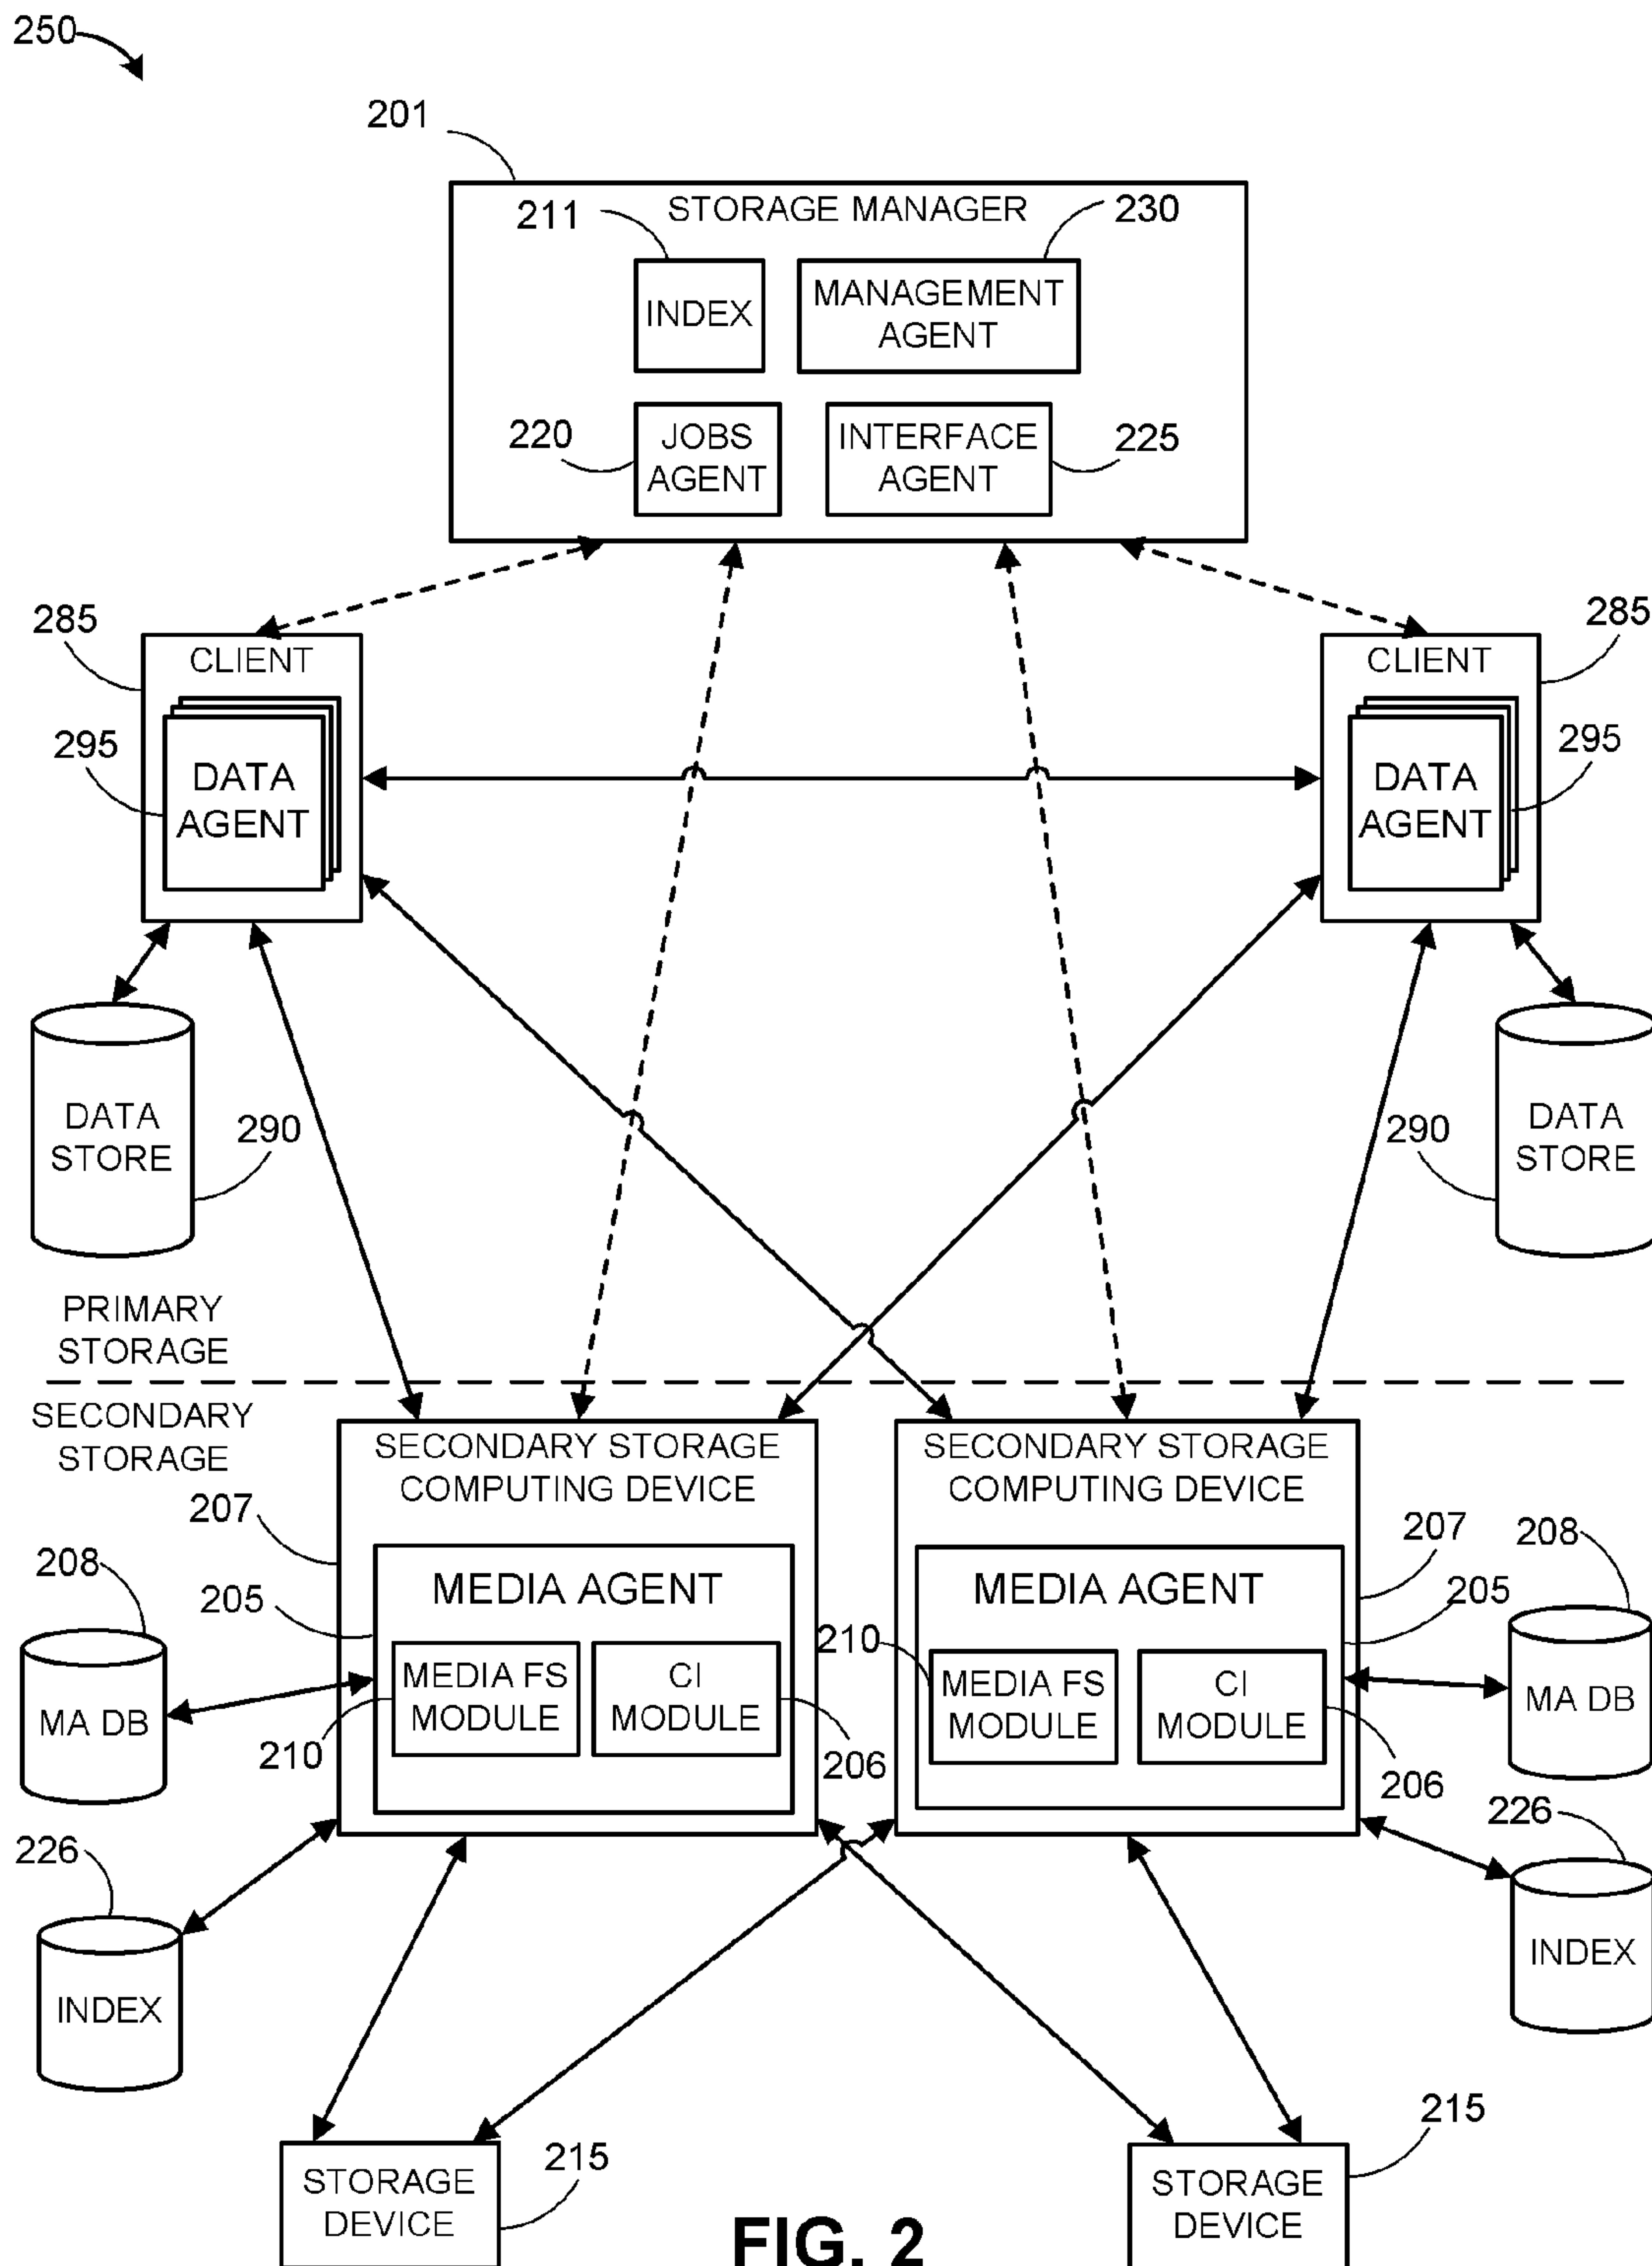 250
201
STORAGE MANAGER
211
230
INDEX
MANAGEMENT
AGENT
220
JOBS
AGENT
INTERFACE
AGENT
225
285
CLIENT
295
DATA
AGENT
285
CLIENT
295
DATA
AGENT
DATA
STORE
290
290
DATA
STORE
PRIMARY
STORAGE
SECONDARY
STORAGE
SECONDARY STORAGE
COMPUTING DEVICE
207
205
MEDIA AGENT
MEDIA FS
MODULE
CI
MODULE
210
206
208
MA DB
226
INDEX
SECONDARY STORAGE
COMPUTING DEVICE
207
205
MEDIA AGENT
210
MEDIA FS
MODULE
CI
MODULE
206
208
MA DB
226
INDEX
STORAGE
DEVICE
215
STORAGE
DEVICE
215
FIG. 2